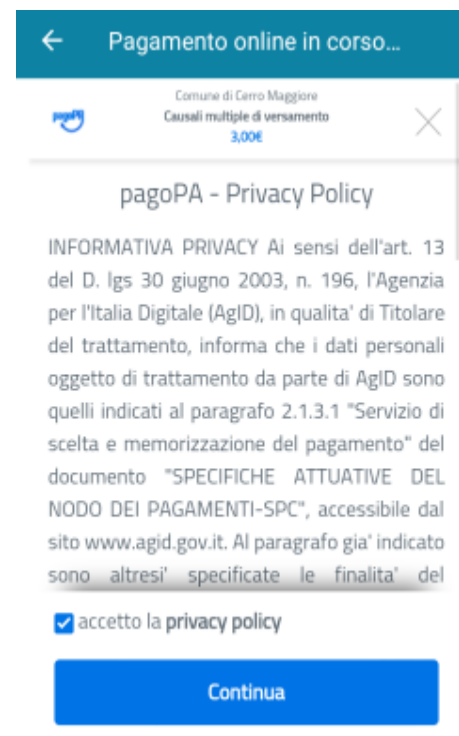 Pagamento online in corso...
pagoPA
Comune di Cerro Maggiore
Causali multiple di versamento
3,00€
pagoPA - Privacy Policy
INFORMATIVA PRIVACY Ai sensi dell'art. 13
del D. lgs 30 giugno 2003, n. 196, l'Agenzia
per l'Italia Digitale (AgID), in qualita' di Titolare
del trattamento, informa che i dati personali
oggetto di trattamento da parte di AgID sono
quelli indicati al paragrafo 2.1.3.1 "Servizio di
scelta e memorizzazione del pagamento" del
documento "SPECIFICHE ATTUATIVE DEL
NODO DEI PAGAMENTI-SPC", accessibile dal
sito www.agid.gov.it. Al paragrafo gia' indicato
sono altresi' specificate le finalita' del
accetto la privacy policy
Continua